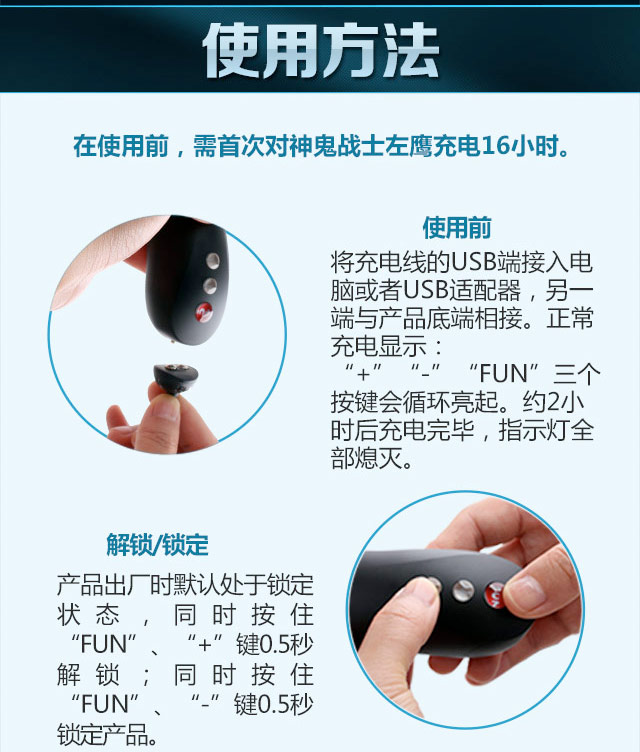 使用方法
在使用前，需首次对神鬼战士左鹰充电16小时。
使用前
将充电线的USB端接入电
脑或者USB适配器，另一
端与产品底端相接。正常
充电显示：
“+” “-” “FUN”三个
按键会循环亮起。约2小
时后充电完毕，指示灯全
部熄灭。
解锁/锁定
产品出厂时默认处于锁定
状态，同时按住
“FUN”、“+”键0.5秒
解锁；同时按住
“FUN”、“-”键0.5秒
锁定产品。
FUN